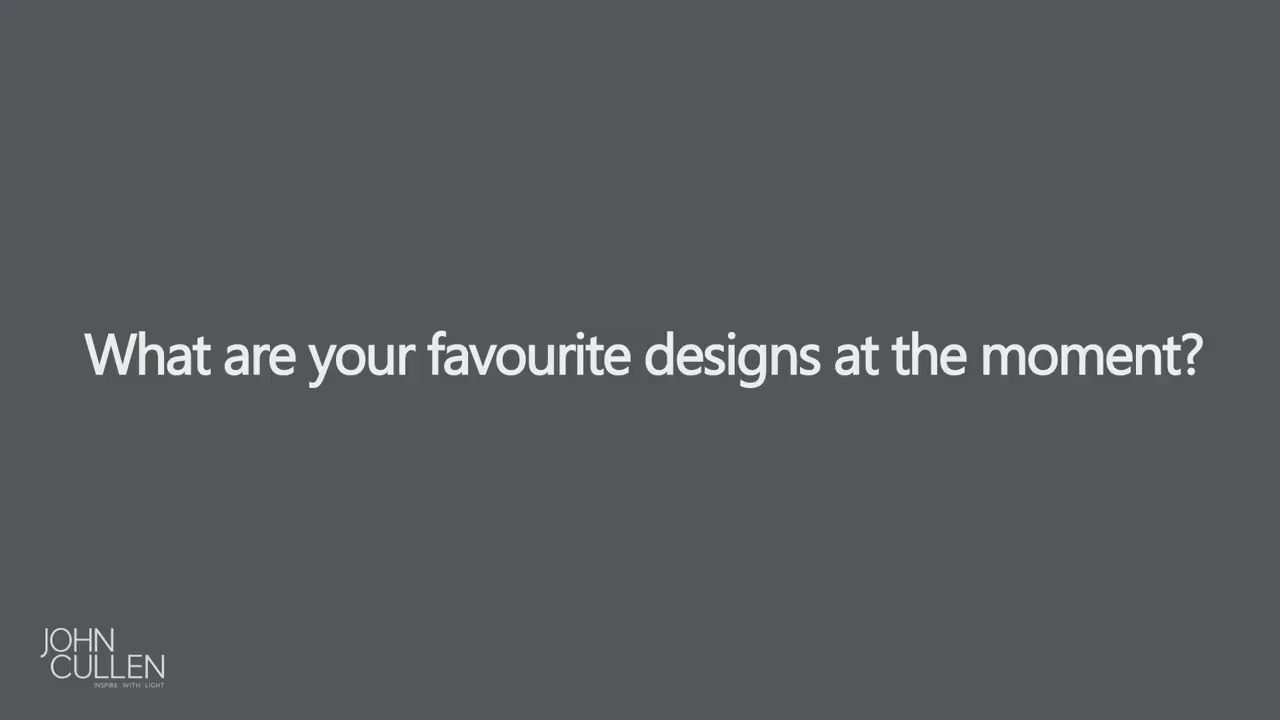 What are your favourite designs at the moment?
JOHN
CULLEN
INSPIRE WITH LIGHT